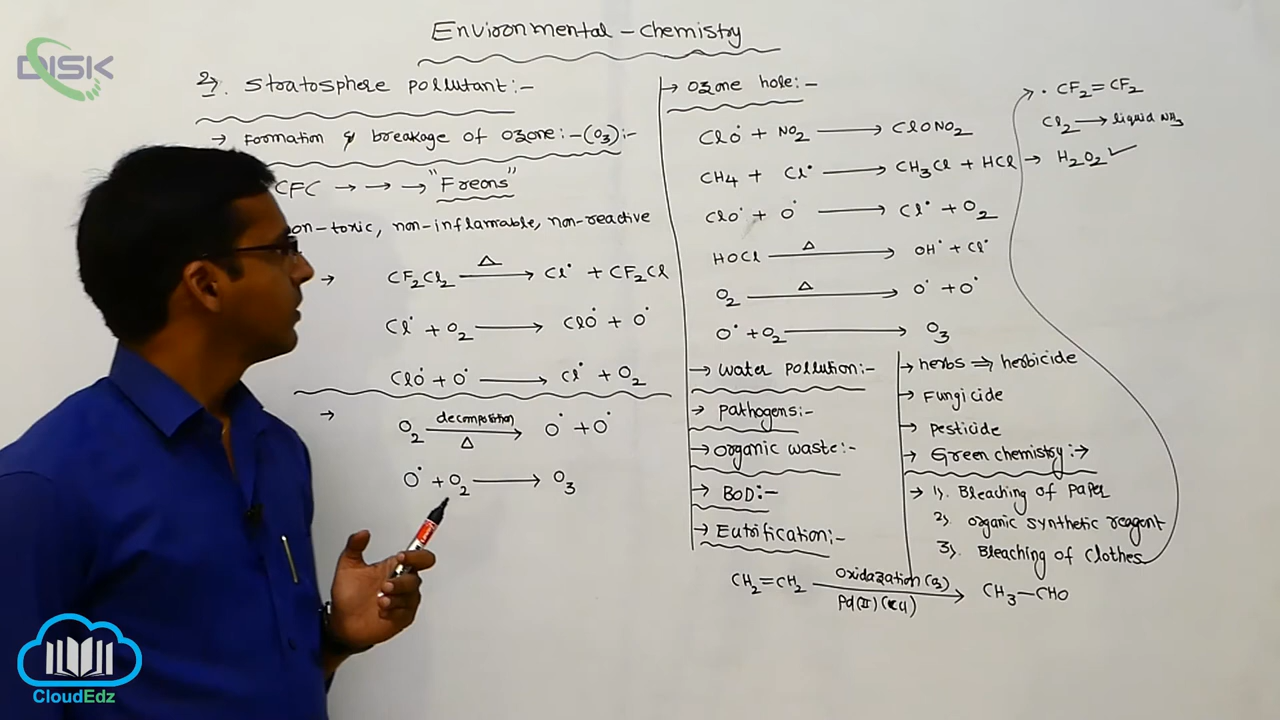 Environmental - chemistry
DISK
2). Stratosphere pollutant:-
→ Formation & breakage of Ozone:-(O3):-
CFC → → → "Freons"
on-toxic, non-inflamable, non-reactive
→ CF2Cl2 —Δ→ Cl• + CF2Cl
Cl• + O2 → ClO• + O•
ClO• + O• → Cl• + O2
→ O2 —decomposition Δ→ O• + O•
O• + O2 → O3
→ Ozone hole:-
ClO• + NO2 → ClONO2
CH4 + Cl• → CH3Cl + HCl
ClO• + O• → Cl• + O2
HOCl —Δ→ OH• + Cl•
O2 —Δ→ O• + O•
O• + O2 → O3
→ water pollution:-
→ pathogens:-
→ organic waste:-
→ BOD:-
→ Eutrification:-
→ herbs ⇒ herbicide
→ Fungicide
→ pesticide
→ Green chemistry:→
→ 1). Bleaching of paper
2). organic synthetic reagent
3). Bleaching of clothes
• CF2=CF2
Cl2 → liquid NH3
→ H2O2 ✓
CH2=CH2 —Oxidazation Pd(II)→ CH3—CHO
CloudEdz